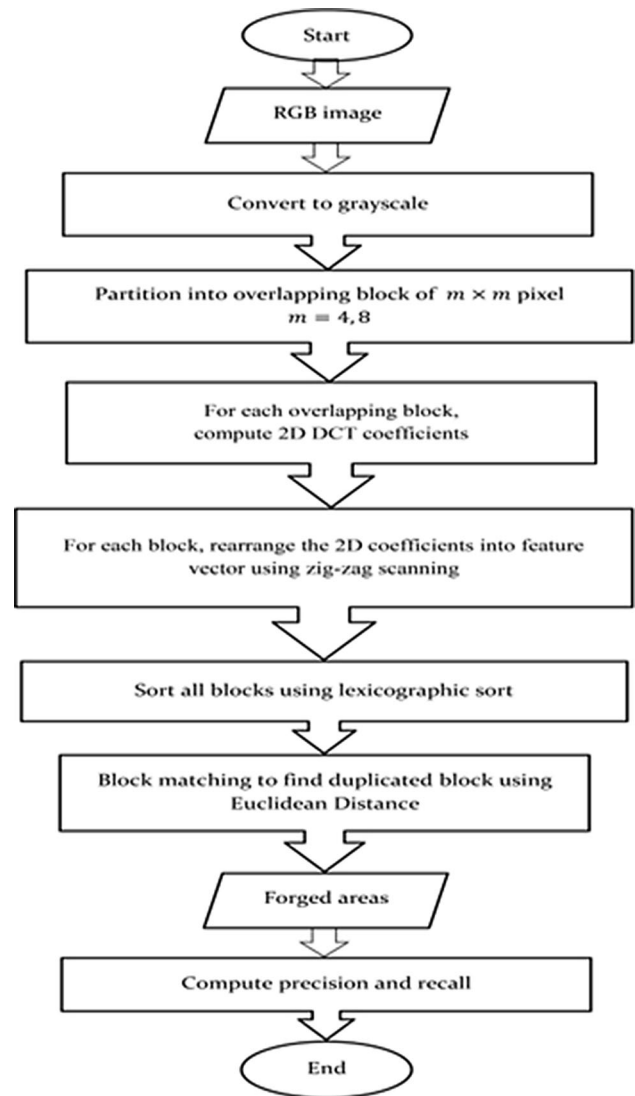 Start
RGB image
Convert to grayscale
Partition into overlapping block of m × m pixel
m = 4, 8
For each overlapping block,
compute 2D DCT coefficients
For each block, rearrange the 2D coefficients into feature
vector using zig-zag scanning
Sort all blocks using lexicographic sort
Block matching to find duplicated block using
Euclidean Distance
Forged areas
Compute precision and recall
End